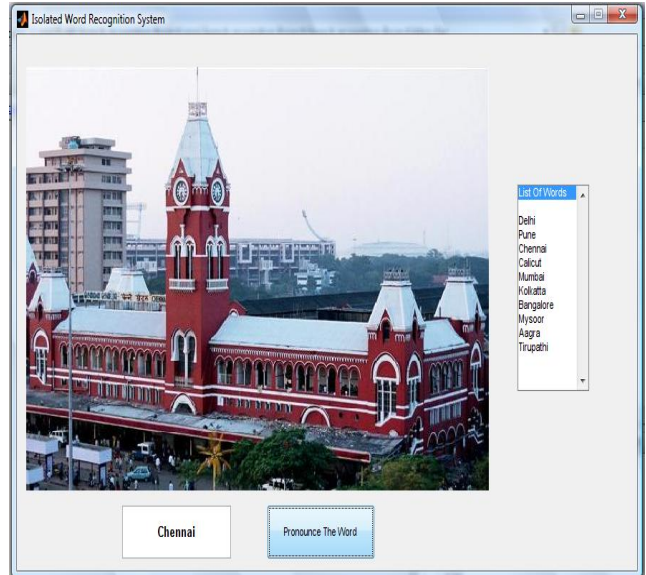 Isolated Word Recognition System
List Of Words
Delhi
Pune
Chennai
Calicut
Mumbai
Kolkatta
Bangalore
Mysoor
Aagra
Tirupathi
Chennai
Pronounce The Word